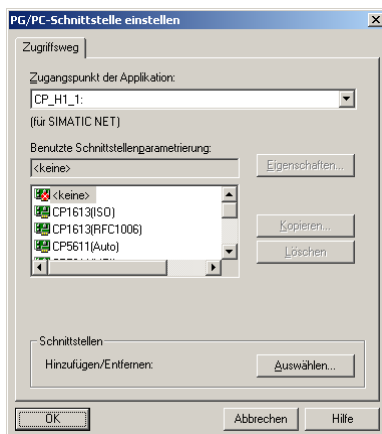 PG/PC-Schnittstelle einstellen
Zugriffsweg
Zugangspunkt der Applikation:
CP_H1_1:
(für SIMATIC NET)
Benutzte Schnittstellenparametrierung:
<keine>
Eigenschaften...
<keine>
CP1613(ISO)
CP1613(RFC1006)
CP5611(Auto)
Kopieren...
Löschen
Schnittstellen
Hinzufügen/Entfernen:
Auswählen...
OK
Abbrechen
Hilfe